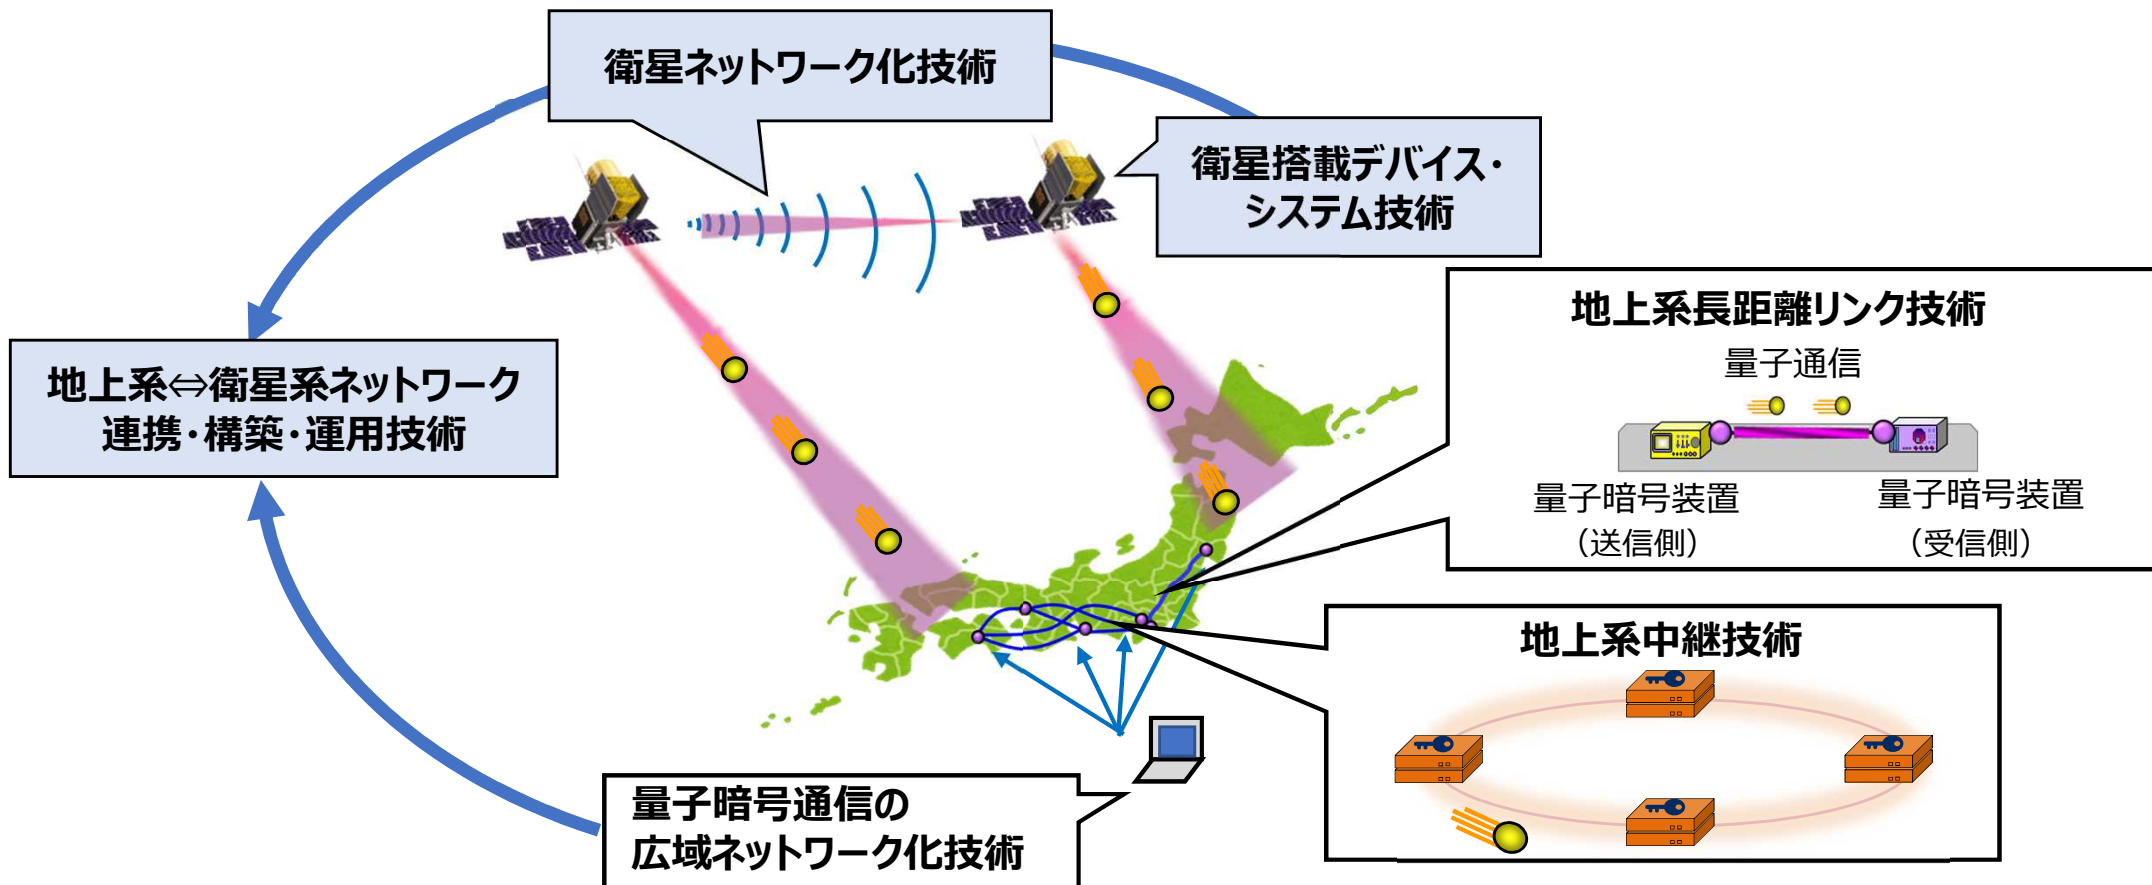 衛星ネットワーク化技術
衛星搭載デバイス・
システム技術
地上系⇔衛星系ネットワーク
連携・構築・運用技術
地上系長距離リンク技術
量子通信
量子暗号装置
（送信側）
量子暗号装置
（受信側）
地上系中継技術
量子暗号通信の
広域ネットワーク化技術